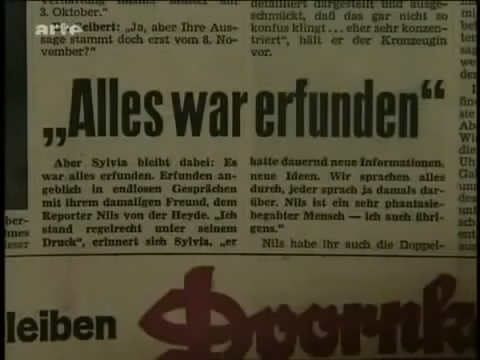 3. Oktober."
arte
Seibert: „Ja, aber Ihre Aus-
sage stammt doch erst vom 8. No-
vember?"
detailliert dargestellt und ausge-
schmückt, daß das gar nicht so
konfus klingt ... eher sehr konzen-
triert", hält er der Kronzeugin
vor.
„Alles war erfunden"
Aber Sylvia bleibt dabei: Es
war alles erfunden. Erfunden an-
geblich in endlosen Gesprächen
mit ihrem damaligen Freund, dem
Reporter Nils von der Heyde. „Ich
stand regelrecht unter seinem
Druck", erinnert sich Sylvia, „er
hatte dauernd neue Informationen,
neue Ideen. Wir sprachen alles
durch, jeder sprach ja damals dar-
über. Nils ist ein sehr phantasie-
begabter Mensch — ich auch übri-
gens."
Nils habe ihr auch die Doppel-
leiben
Doornk